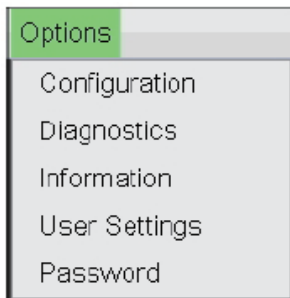 Options
Configuration
Diagnostics
Information
User Settings
Password